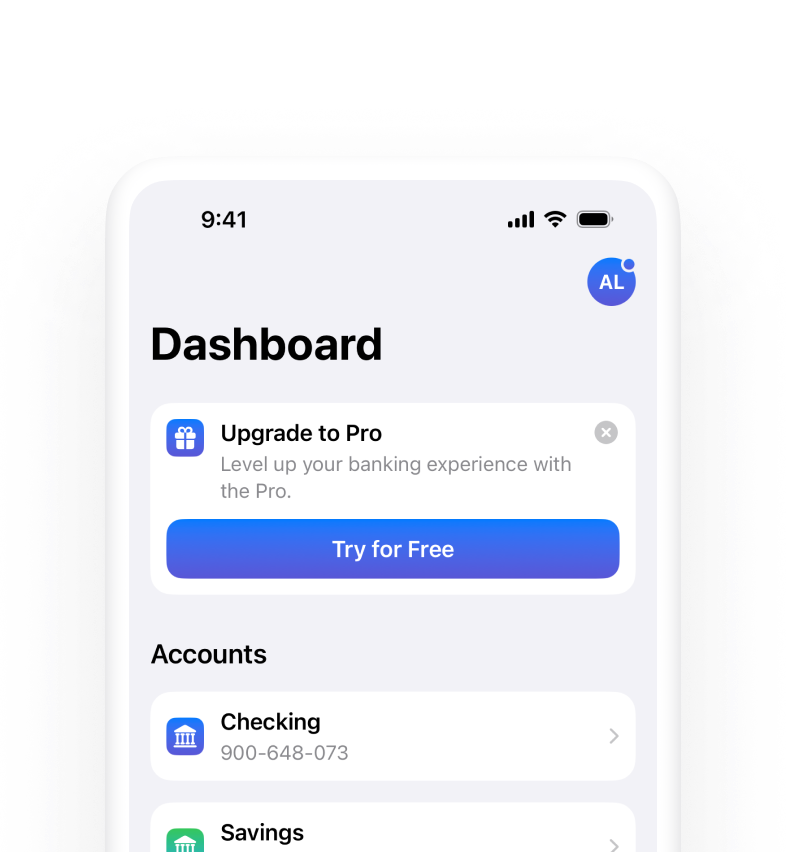 9:41
AL
Dashboard
Upgrade to Pro
Level up your banking experience with
the Pro.
Try for Free
Accounts
Checking
900-648-073
Savings